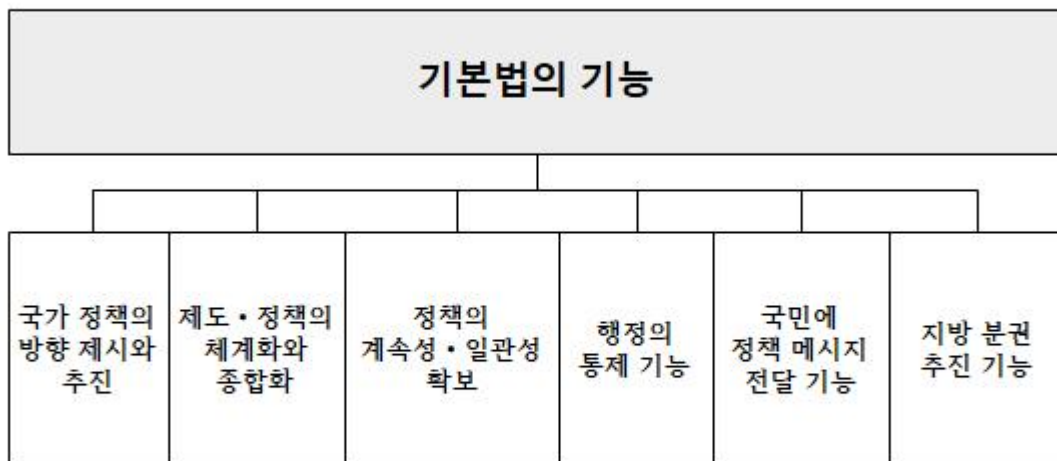 기본법의 기능
국가 정책의
방향 제시와
추진
제도・정책의
체계화와
종합화
정책의
계속성・일관성
확보
행정의
통제 기능
국민에
정책 메시지
전달 기능
지방 분권
추진 기능